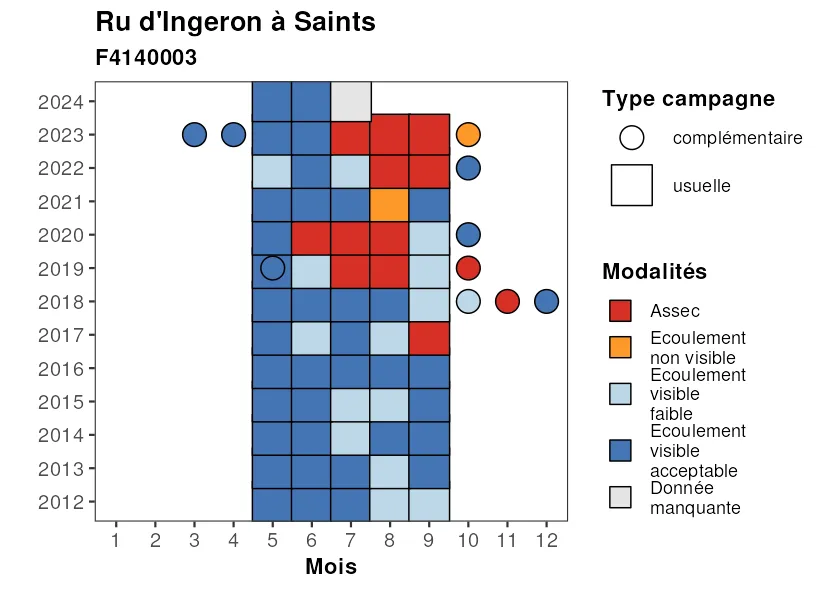 Ru d'Ingeron à Saints
F4140003
2024
2023
2022
2021
2020
2019
2018
2017
2016
2015
2014
2013
2012
1 2 3 4 5 6 7 8 9 10 11 12
Mois
Type campagne
complémentaire
usuelle
Modalités
Assec
Ecoulement
non visible
Ecoulement
visible
faible
Ecoulement
visible
acceptable
Donnée
manquante